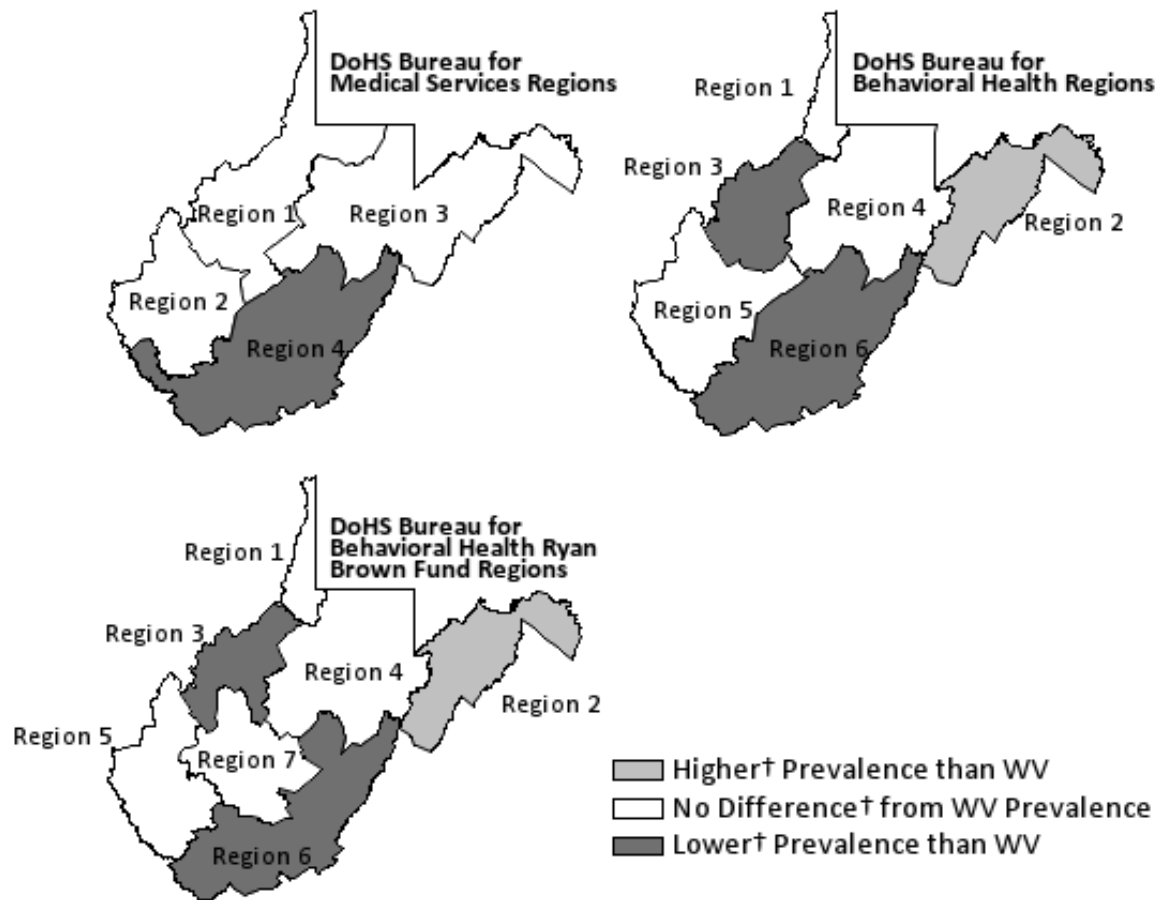 DoHS Bureau for
Medical Services Regions
Region 1
Region 3
Region 2
Region 4
DoHS Bureau for
Behavioral Health Regions
Region 1
Region 3
Region 4
Region 2
Region 5
Region 6
DoHS Bureau for
Behavioral Health Ryan
Brown Fund Regions
Region 1
Region 3
Region 4
Region 2
Region 5
Region 7
Region 6
Higher† Prevalence than WV
No Difference† from WV Prevalence
Lower† Prevalence than WV